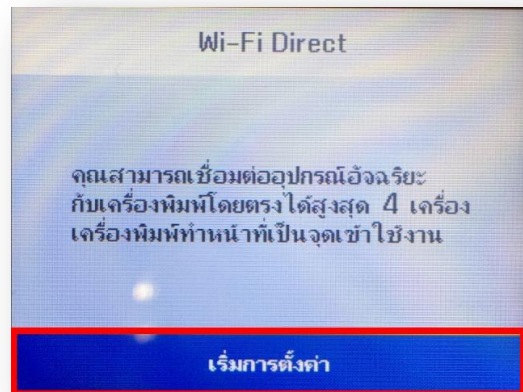 Wi-Fi Direct
คุณสามารถเชื่อมต่ออุปกรณ์อัจฉริยะ
กับเครื่องพิมพ์โดยตรงได้สูงสุด 4 เครื่อง
เครื่องพิมพ์ทำหน้าที่เป็นจุดเข้าใช้งาน
เริ่มการตั้งค่า